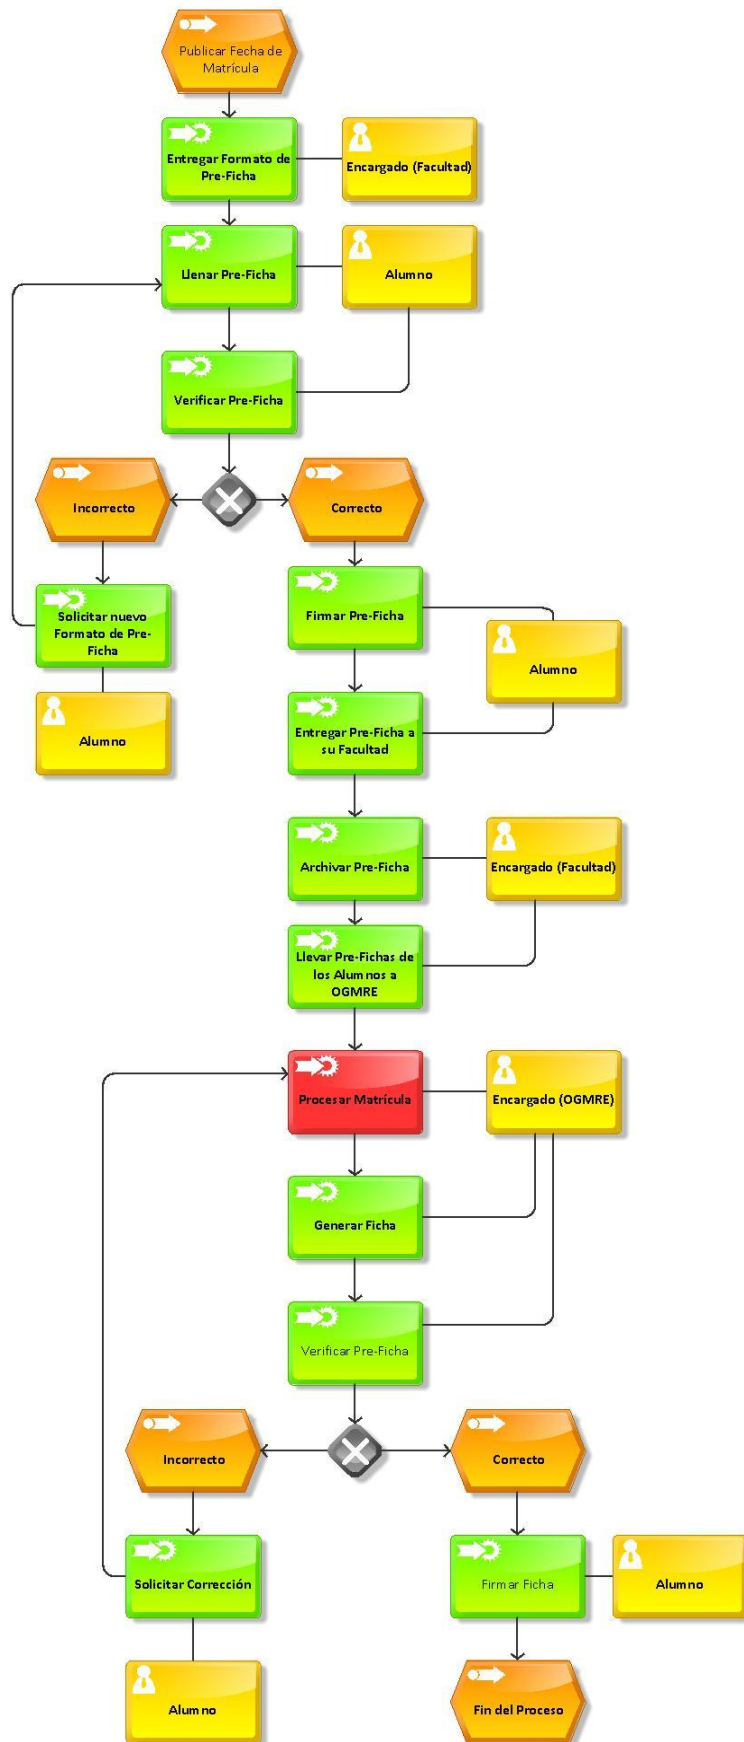 Publicar Fecha de
Matrícula
Entregar Formato de
Pre-Ficha
Encargado (Facultad)
Llenar Pre-Ficha
Alumno
Verificar Pre-Ficha
Incorrecto
Correcto
Solicitar nuevo
Formato de Pre-
Ficha
Firmar Pre-Ficha
Alumno
Alumno
Entregar Pre-Ficha a
su Facultad
Archivar Pre-Ficha
Encargado (Facultad)
Llevar Pre-Fichas de
los Alumnos a
OGMRE
Procesar Matrícula
Encargado (OGMRE)
Generar Ficha
Verificar Pre-Ficha
Incorrecto
Correcto
Solicitar Corrección
Firmar Ficha
Alumno
Alumno
Fin del Proceso